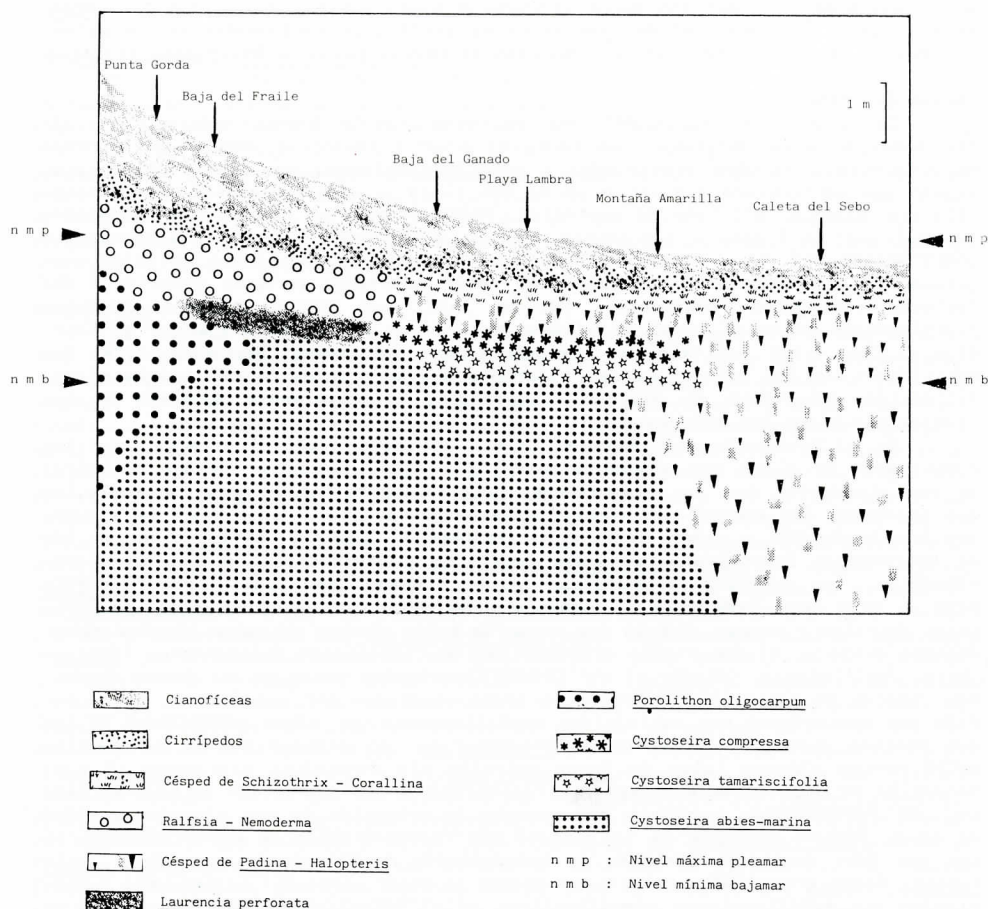 Punta Gorda
Baja del Fraile
1 m
Baja del Ganado
Playa Lambra
Montaña Amarilla
Caleta del Sebo
n m p
n m p
n m b
n m b
Cianofíceas
Cirrípedos
Césped de Schizothrix - Corallina
Ralfsia - Nemoderma
Césped de Padina - Halopteris
Laurencia perforata
Porolithon oligocarpum
Cystoseira compressa
Cystoseira tamariscifolia
Cystoseira abies-marina
n m p : Nivel máxima pleamar
n m b : Nivel mínima bajamar